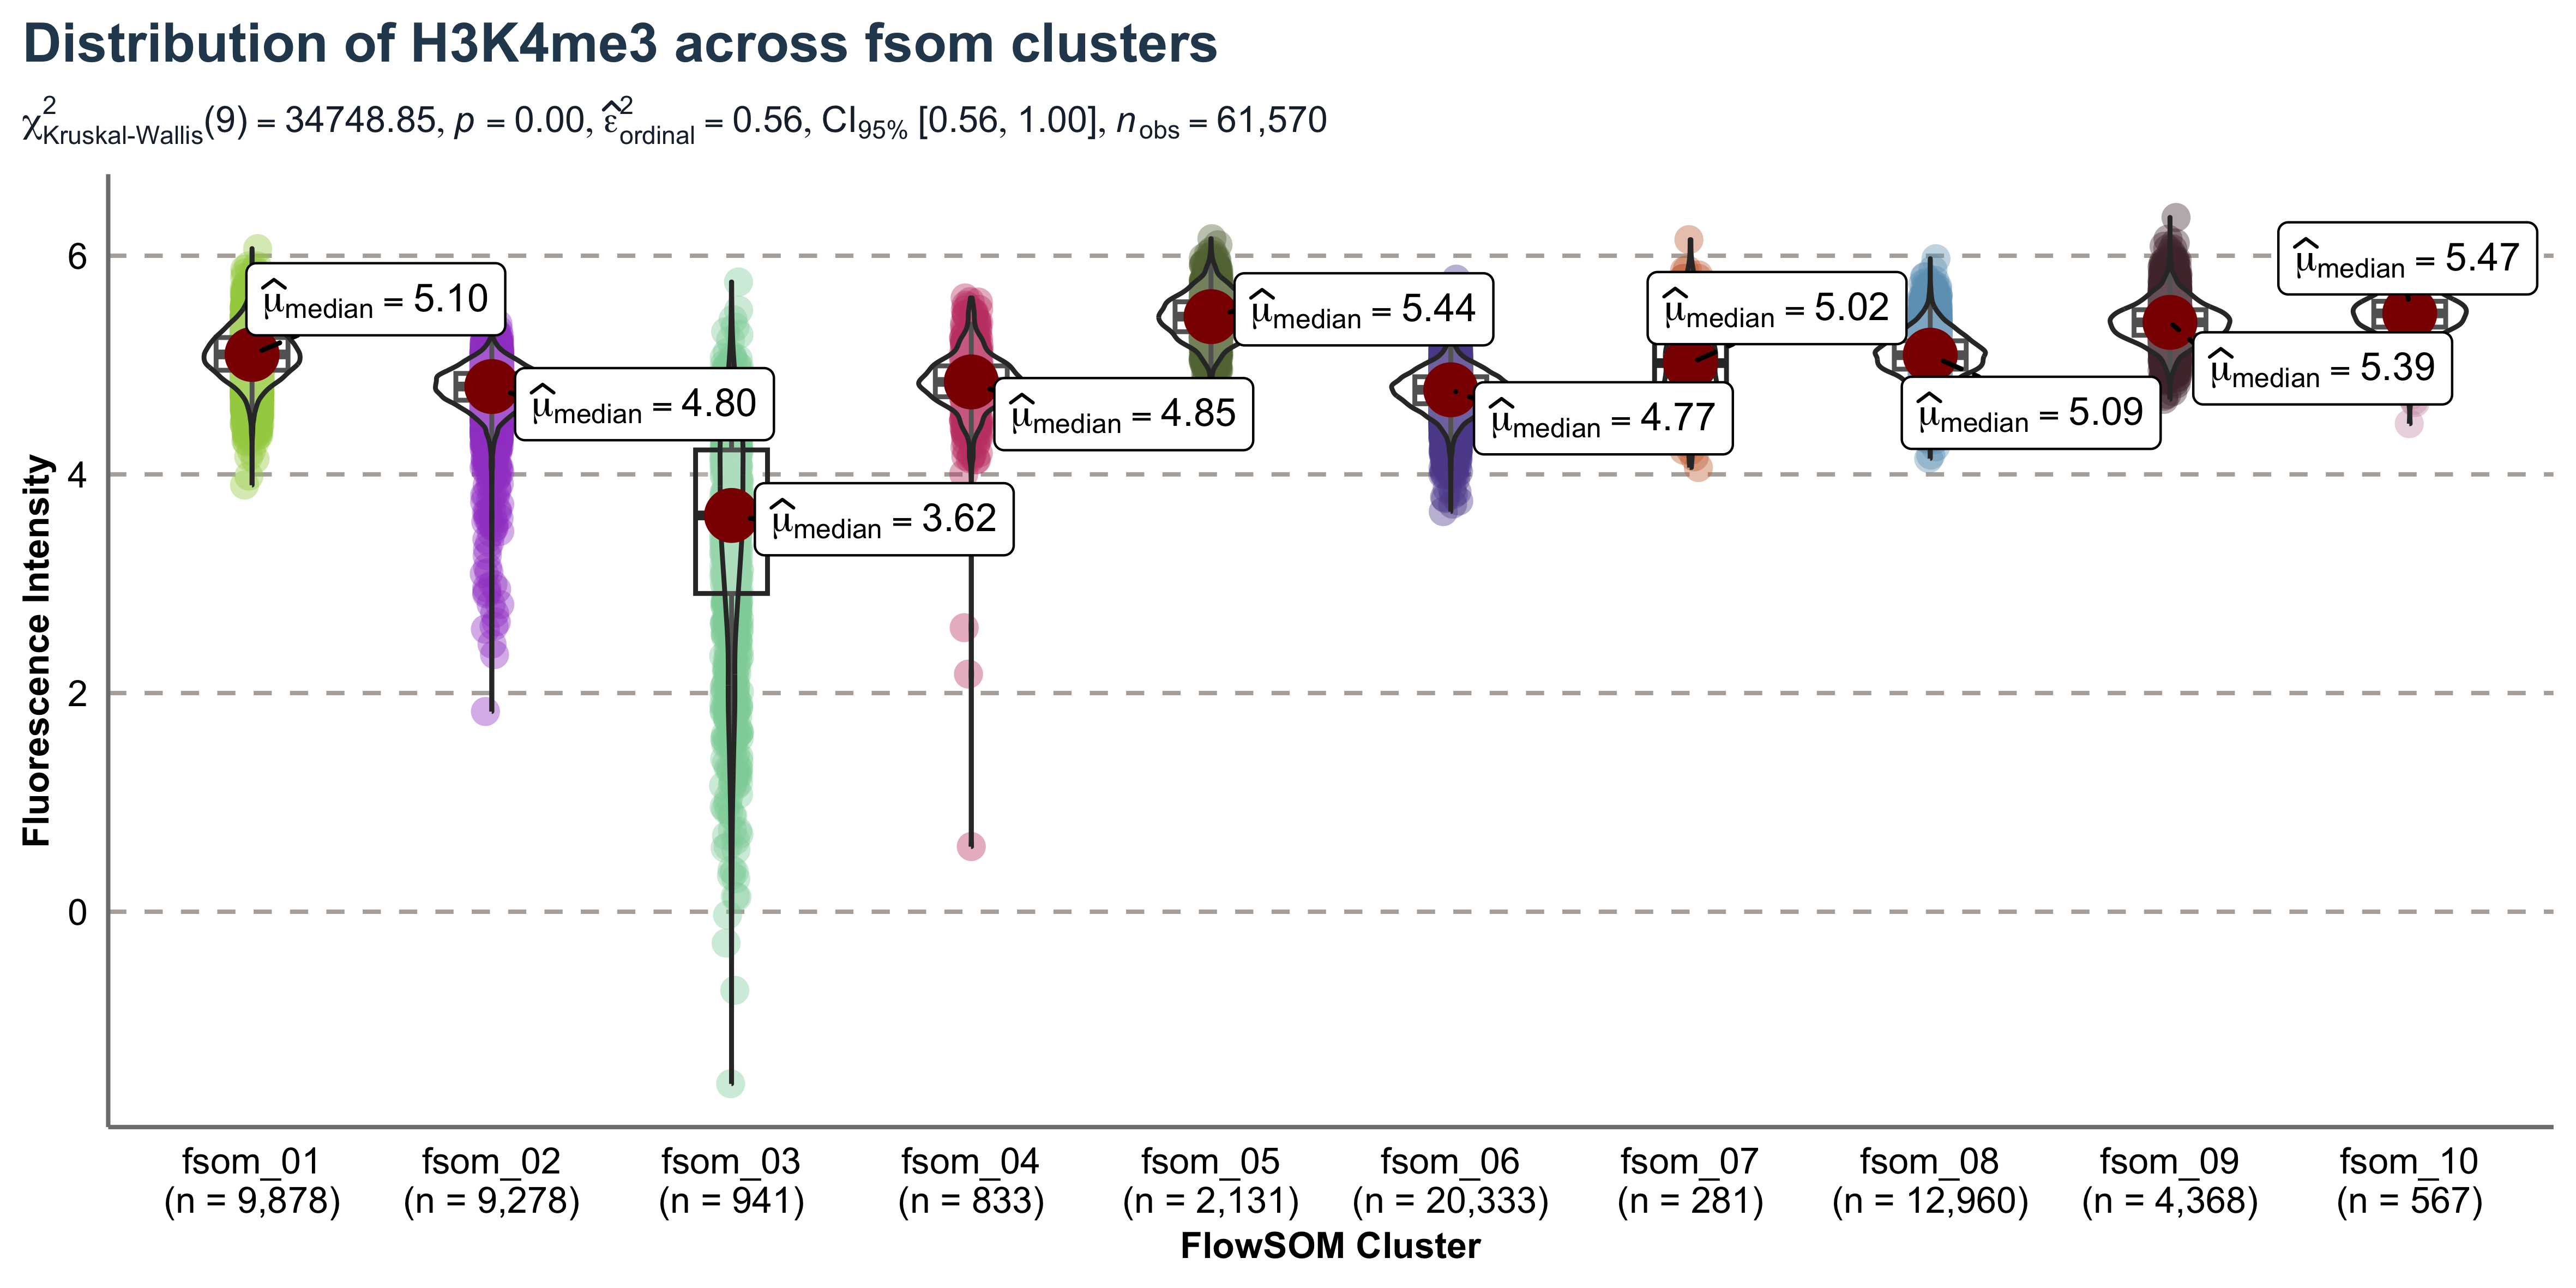 Distribution of H3K4me3 across fsom clusters
χ²Kruskal-Wallis(9) = 34748.85, p = 0.00, ε̂²ordinal = 0.56, CI95% [0.56, 1.00], nobs = 61,570
Fluorescence Intensity
6
4
2
0
μ̂median = 5.10
μ̂median = 4.80
μ̂median = 3.62
μ̂median = 4.85
μ̂median = 5.44
μ̂median = 4.77
μ̂median = 5.02
μ̂median = 5.09
μ̂median = 5.39
μ̂median = 5.47
fsom_01 fsom_02 fsom_03 fsom_04 fsom_05 fsom_06 fsom_07 fsom_08 fsom_09 fsom_10
(n = 9,878) (n = 9,278) (n = 941) (n = 833) (n = 2,131) (n = 20,333) (n = 281) (n = 12,960) (n = 4,368) (n = 567)
FlowSOM Cluster